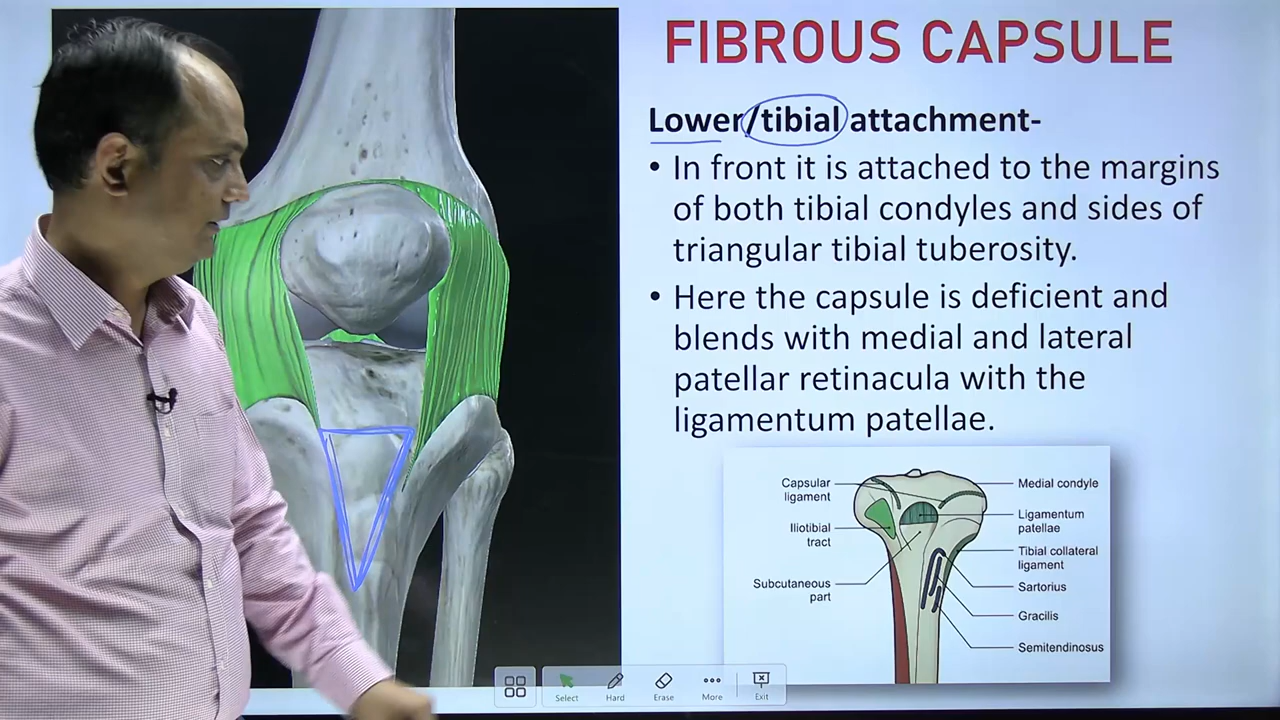 FIBROUS CAPSULE
Lower/tibial attachment-
• In front it is attached to the margins
of both tibial condyles and sides of
triangular tibial tuberosity.
• Here the capsule is deficient and
blends with medial and lateral
patellar retinacula with the
ligamentum patellae.
Capsular
ligament
Iliotibial
tract
Subcutaneous
part
Medial condyle
Ligamentum
patellae
Tibial collateral
ligament
Sartorius
Gracilis
Semitendinosus
Select
Hard
Erase
More
Exit